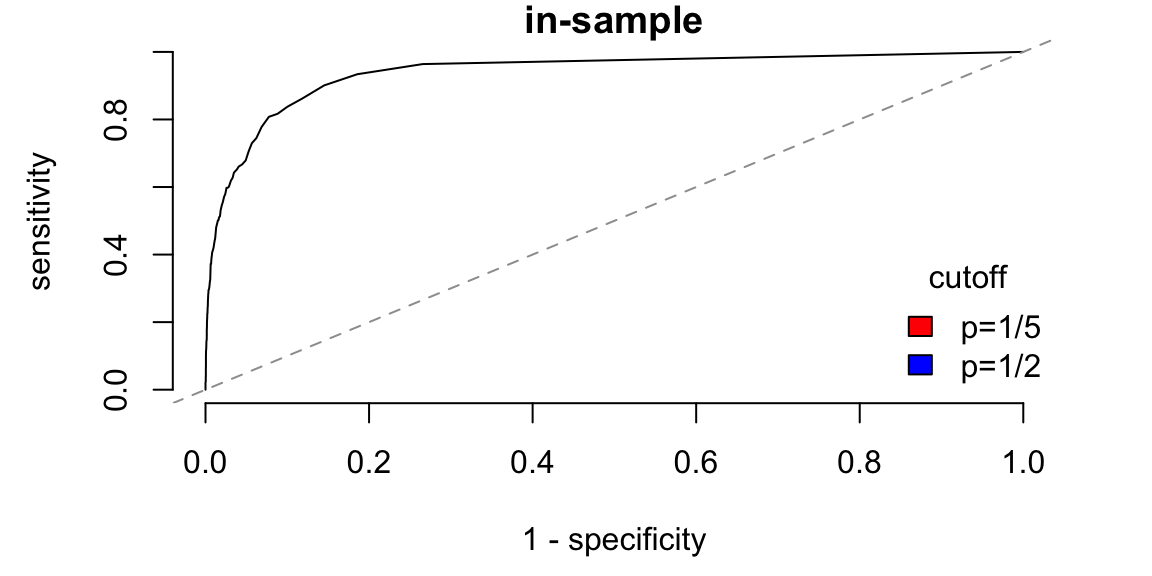 in-sample
sensitivity
0.8
0.4
0.0
cutoff
p=1/5
p=1/2
0.0 0.2 0.4 0.6 0.8 1.0
1 - specificity